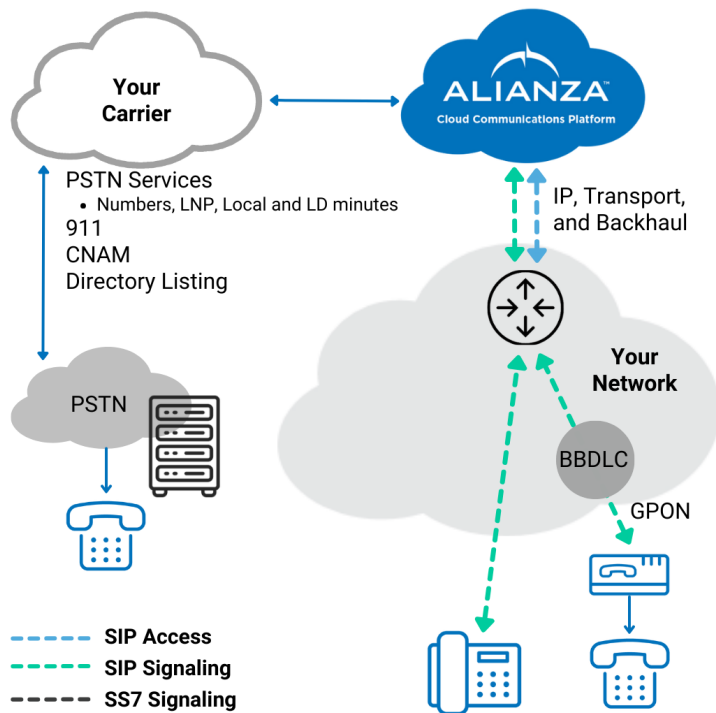 Your
Carrier
ALIANZA™
Cloud Communications Platform
PSTN Services
• Numbers, LNP, Local and LD minutes
911
CNAM
Directory Listing
IP, Transport,
and Backhaul
Your
Network
PSTN
BBDLC
GPON
SIP Access
SIP Signaling
SS7 Signaling